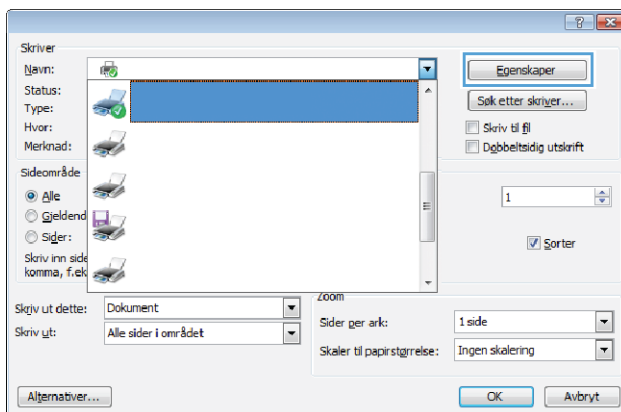 Skriver
Navn:
Egenskaper
Status:
Søk etter skriver...
Type:
Hvor:
Skriv til fil
Merknad:
Dobbeltsidig utskrift
Sideområde
Alle
1
Gjeldend
Sider:
Sorter
Skriv inn side
komma, f.ek
Zoom
Skriv ut dette:
Dokument
Sider per ark:
1 side
Skriv ut:
Alle sider i området
Skaler til papirstørrelse:
Ingen skalering
Alternativer...
OK
Avbryt